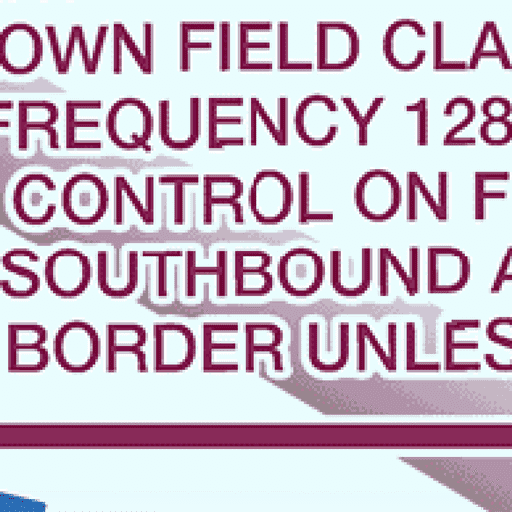 OWN FIELD CLA
FREQUENCY 128
CONTROL ON F
SOUTHBOUND A
BORDER UNLES